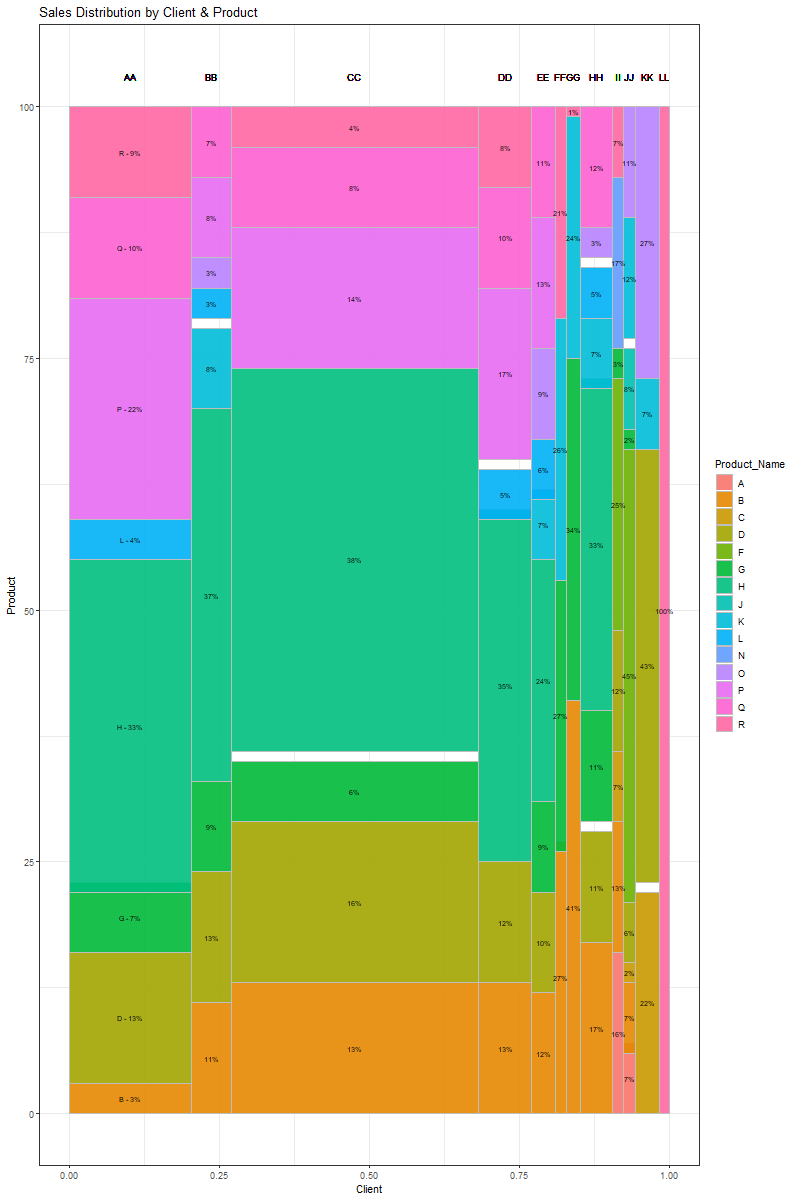 Sales Distribution by Client & Product
AA BB CC DD EE FF GG HH II JJ KK LL
100
75
50
25
0
Product
R - 9%
Q - 10%
P - 22%
L - 4%
H - 33%
G - 7%
D - 13%
B - 3%
7%
8%
3%
3%
8%
37%
9%
13%
11%
4%
8%
14%
38%
6%
16%
13%
8%
10%
17%
5%
35%
12%
13%
11%
13%
9%
6%
7%
24%
9%
10%
12%
21%
26%
27%
27%
1%
24%
34%
41%
12%
3%
5%
7%
33%
11%
11%
17%
7%
17%
3%
25%
12%
7%
13%
16%
11%
12%
8%
2%
45%
6%
2%
7%
7%
27%
7%
43%
22%
100%
0.00 0.25 0.50 0.75 1.00
Client
Product_Name
A
B
C
D
F
G
H
J
K
L
N
O
P
Q
R